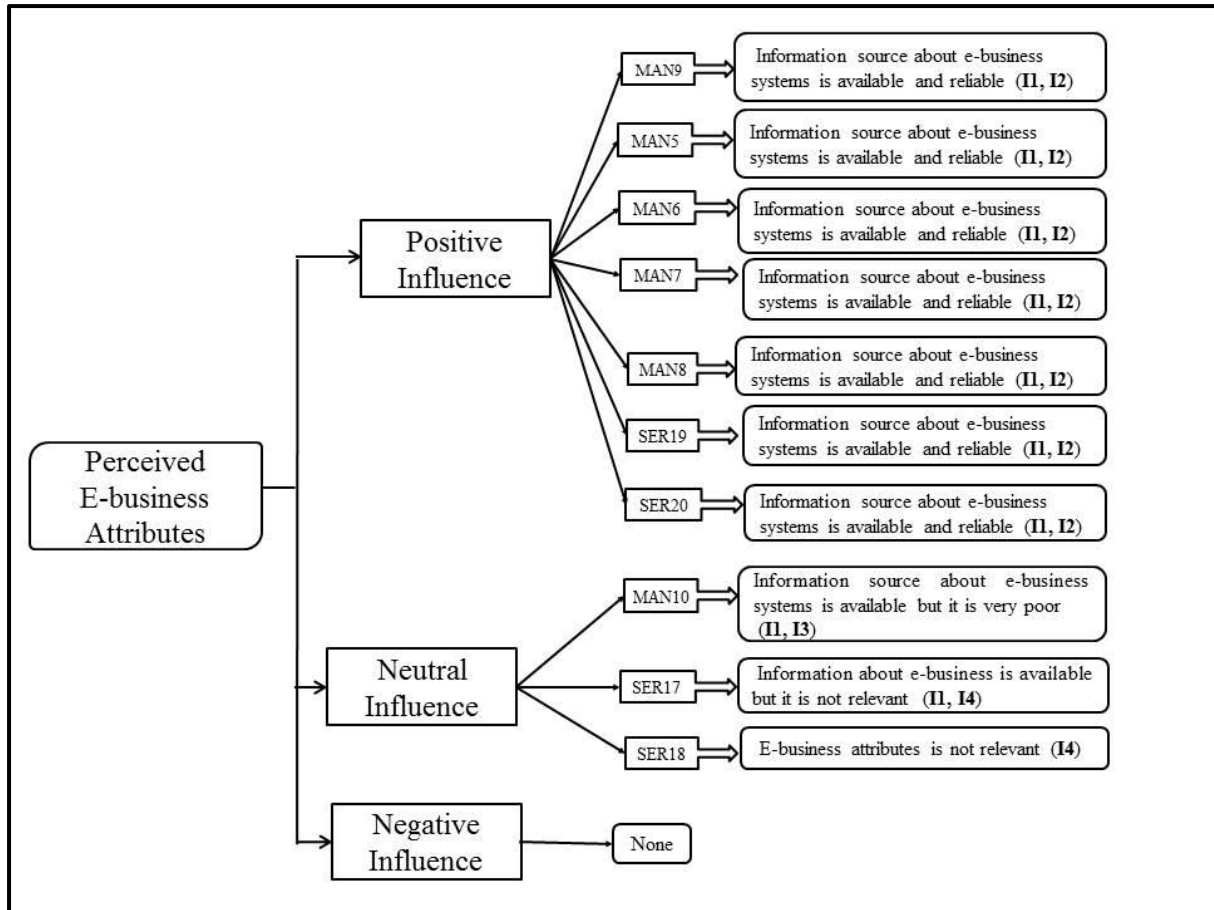 Perceived
E-business
Attributes
Positive
Influence
MAN9
Information source about e-business
systems is available and reliable (I1, I2)
MAN5
Information source about e-business
systems is available and reliable (I1, I2)
MAN6
Information source about e-business
systems is available and reliable (I1, I2)
MAN7
Information source about e-business
systems is available and reliable (I1, I2)
MAN8
Information source about e-business
systems is available and reliable (I1, I2)
SER19
Information source about e-business
systems is available and reliable (I1, I2)
SER20
Information source about e-business
systems is available and reliable (I1, I2)
Neutral
Influence
MAN10
Information source about e-business
systems is available but it is very poor
(I1, I3)
SER17
Information about e-business is available
but it is not relevant (I1, I4)
SER18
E-business attributes is not relevant (I4)
Negative
Influence
None